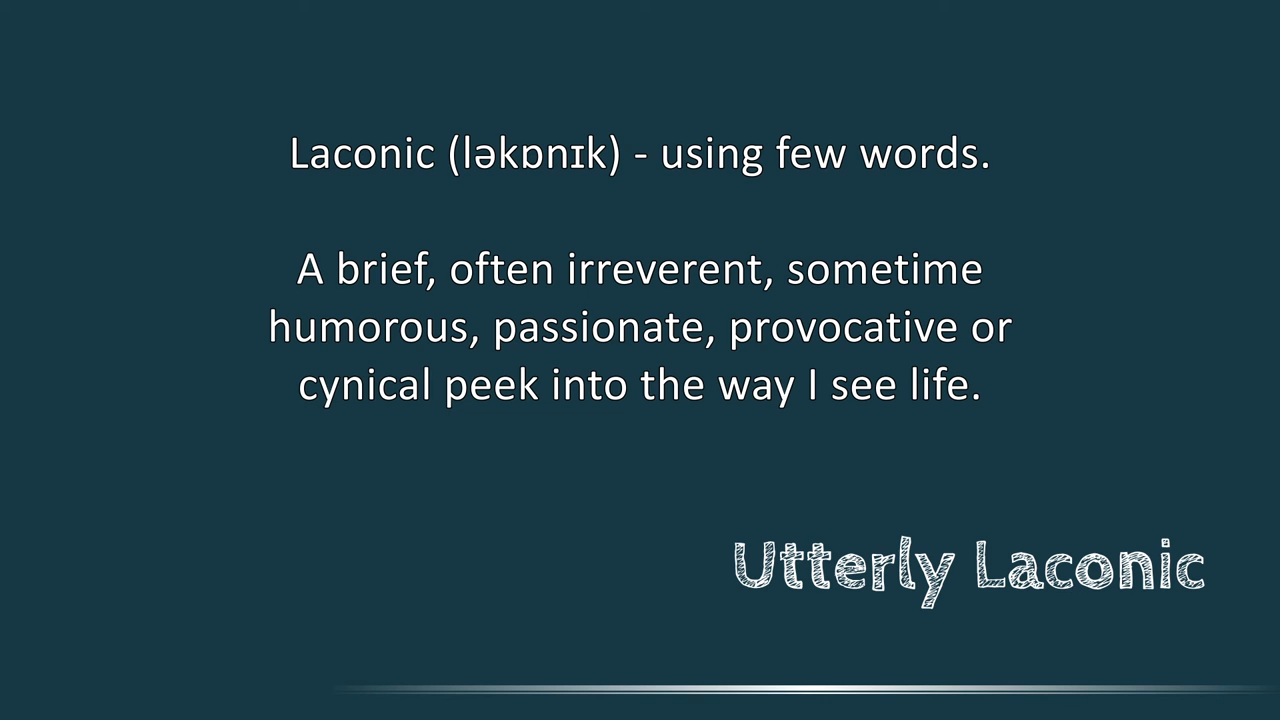 Laconic (ləkɒnɪk) - using few words.
A brief, often irreverent, sometime
humorous, passionate, provocative or
cynical peek into the way I see life.
Utterly Laconic